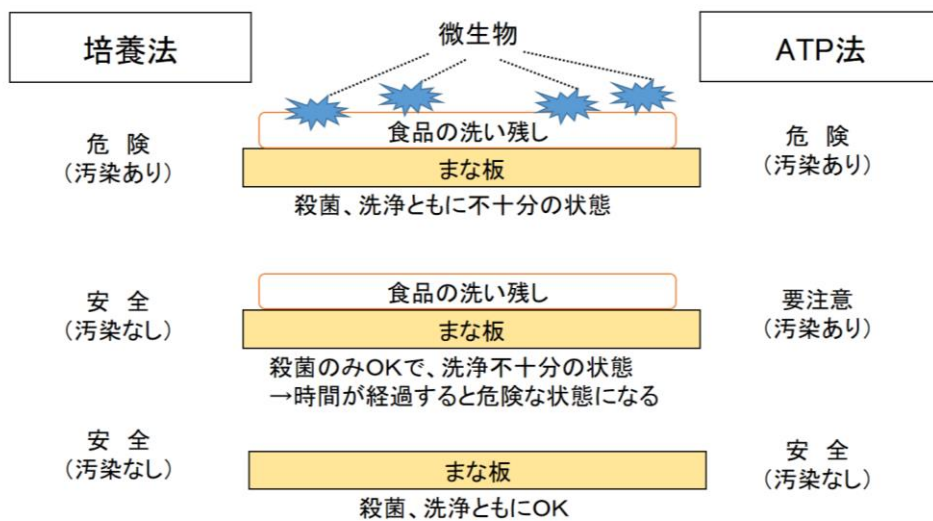 培養法
微生物
ATP法
危　険
（汚染あり）
食品の洗い残し
まな板
殺菌、洗浄ともに不十分の状態
危　険
（汚染あり）
安　全
（汚染なし）
食品の洗い残し
まな板
殺菌のみOKで、洗浄不十分の状態
→時間が経過すると危険な状態になる
要注意
（汚染あり）
安　全
（汚染なし）
まな板
殺菌、洗浄ともにOK
安　全
（汚染なし）